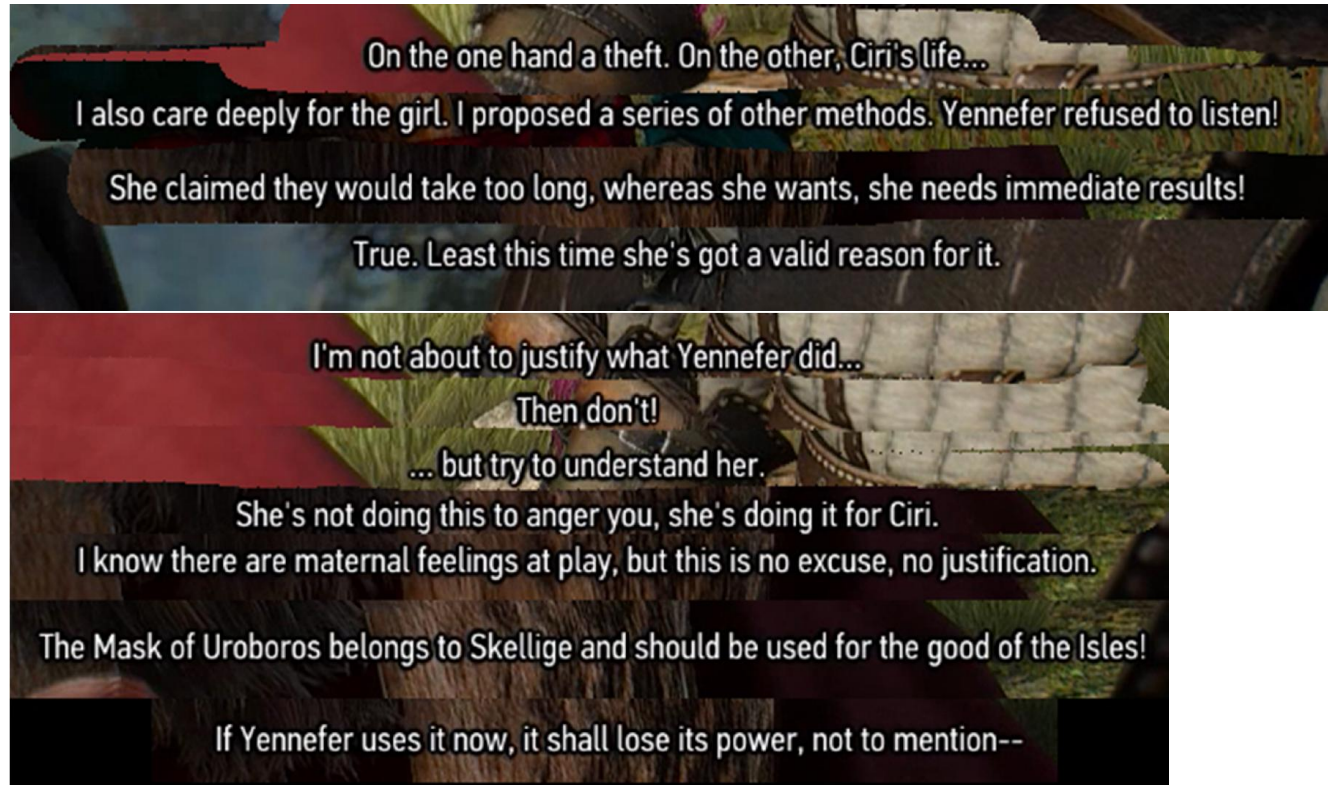 On the one hand a theft. On the other, Ciri's life...
I also care deeply for the girl. I proposed a series of other methods. Yennefer refused to listen!
She claimed they would take too long, whereas she wants, she needs immediate results!
True. Least this time she's got a valid reason for it.
I'm not about to justify what Yennefer did...
Then don't!
... but try to understand her.
She's not doing this to anger you, she's doing it for Ciri.
I know there are maternal feelings at play, but this is no excuse, no justification.
The Mask of Uroboros belongs to Skellige and should be used for the good of the Isles!
If Yennefer uses it now, it shall lose its power, not to mention--